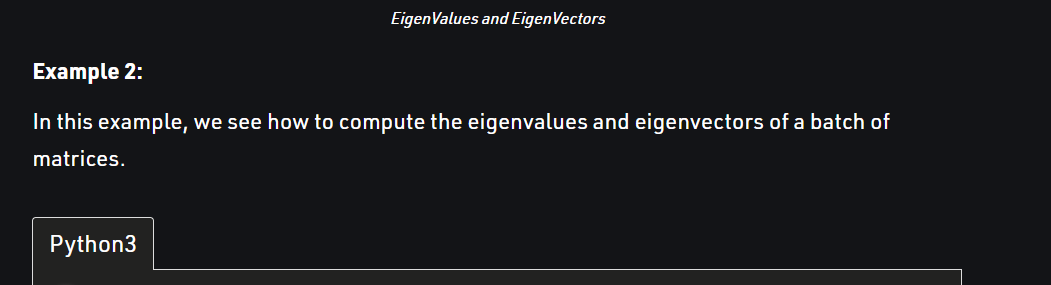 EigenValues and EigenVectors
Example 2:
In this example, we see how to compute the eigenvalues and eigenvectors of a batch of
matrices.
Python3